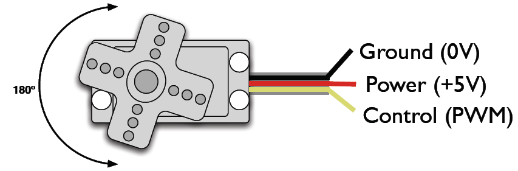 Ground (0V)
180°
Power (+5V)
Control (PWM)